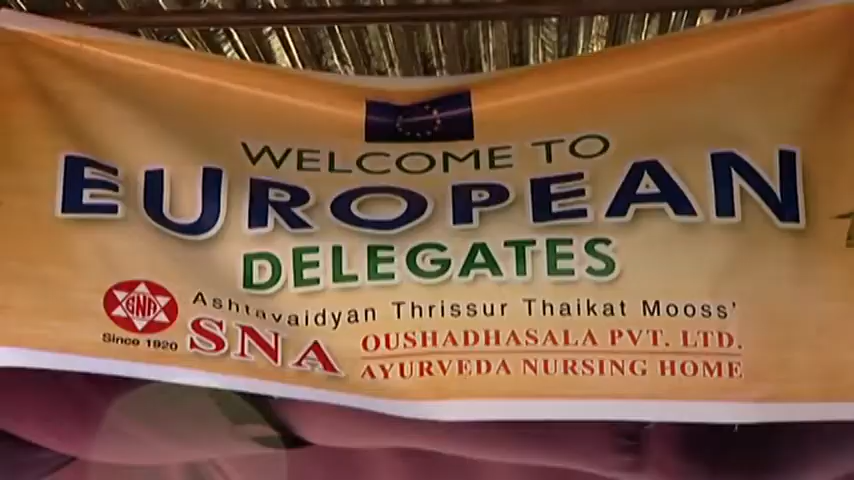 WELCOME TO
EUROPEAN
DELEGATES
SNA
Since 1920
Ashtavaidyan Thrissur Thaikat Mooss'
SNA
OUSHADHASALA PVT. LTD.
AYURVEDA NURSING HOME